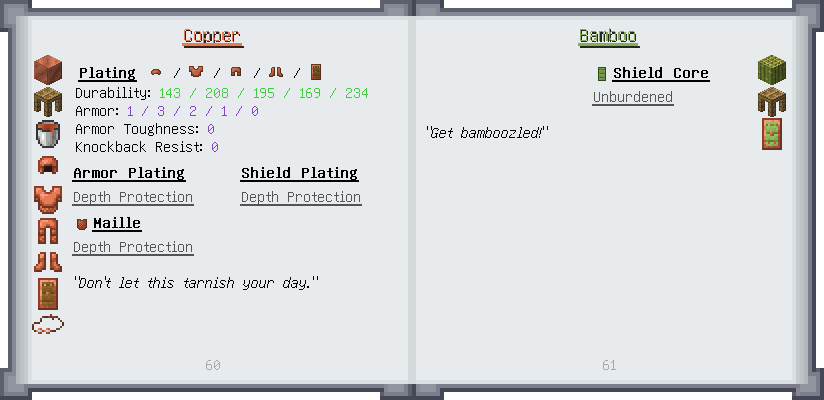 Copper
Plating / / / /
Durability: 143 / 208 / 195 / 169 / 234
Armor: 1 / 3 / 2 / 1 / 0
Armor Toughness: 0
Knockback Resist: 0
Armor Plating Shield Plating
Depth Protection Depth Protection
Maille
Depth Protection
"Don't let this tarnish your day."
60
Bamboo
Shield Core
Unburdened
"Get bamboozled!"
61